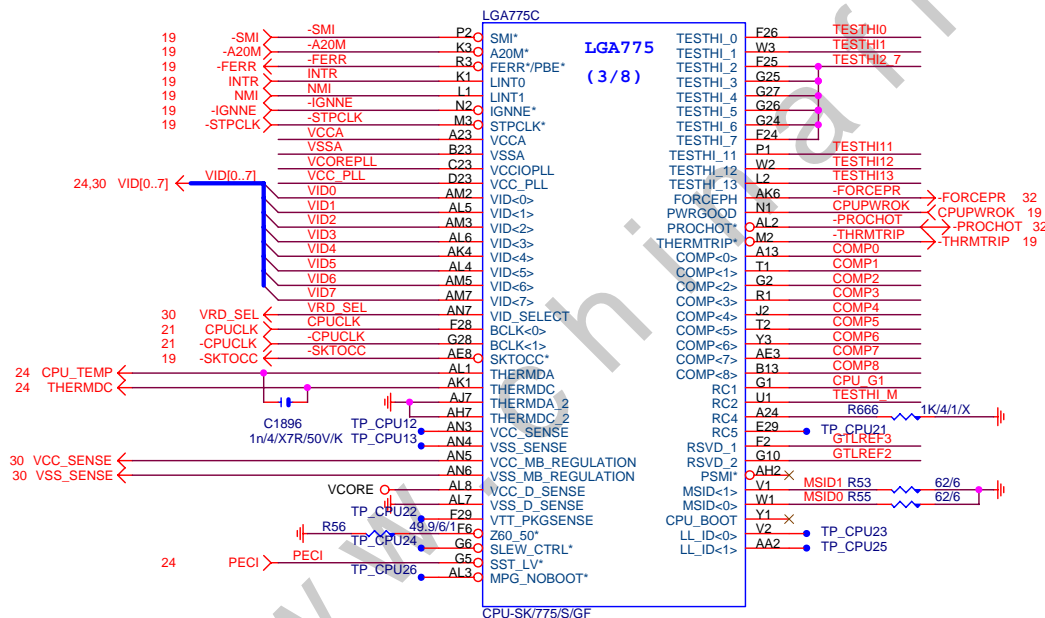 LGA775C
LGA775
(3/8)
19 -SMI -SMI P2 SMI*
19 -A20M -A20M K3 A20M*
19 -FERR -FERR R3 FERR*/PBE*
19 INTR INTR K1 LINT0
19 NMI NMI L1 LINT1
19 -IGNNE -IGNNE N2 IGNNE*
19 -STPCLK -STPCLK M3 STPCLK*
VCCA A23 VCCA
VSSA B23 VSSA
VCOREPLL C23 VCCIOPLL
VCC_PLL D23 VCC_PLL
24,30 VID[0..7] VID[0..7]
VID0 AM2 VID<0>
VID1 AL5 VID<1>
VID2 AM3 VID<2>
VID3 AL6 VID<3>
VID4 AK4 VID<4>
VID5 AL4 VID<5>
VID6 AM5 VID<6>
VID7 AM7 VID<7>
30 VRD_SEL VRD_SEL AN7 VID_SELECT
21 CPUCLK CPUCLK F28 BCLK<0>
21 -CPUCLK -CPUCLK G28 BCLK<1>
19 -SKTOCC -SKTOCC AE8 SKTOCC*
24 CPU_TEMP AL1 THERMDA
24 THERMDC AK1 THERMDC
AJ7 THERMDA_2
AH7 THERMDC_2
C1896
1n/4/X7R/50V/K
TP_CPU12 AN3 VCC_SENSE
TP_CPU13 AN4 VSS_SENSE
30 VCC_SENSE AN5 VCC_MB_REGULATION
30 VSS_SENSE AN6 VSS_MB_REGULATION
VCORE AL8 VCC_D_SENSE
AL7 VSS_D_SENSE
TP_CPU22 F29 VTT_PKGSENSE
R56 49.9/6/1 F6 Z60_50*
TP_CPU24 G6 SLEW_CTRL*
24 PECI PECI G5 SST_LV*
TP_CPU26 AL3 MPG_NOBOOT*
TESTHI_0 F26 TESTHI0
TESTHI_1 W3 TESTHI1
TESTHI_2 F25 TESTHI2_7
TESTHI_3 G25
TESTHI_4 G27
TESTHI_5 G26
TESTHI_6 G24
TESTHI_7 F24
TESTHI_11 P1 TESTHI11
TESTHI_12 W2 TESTHI12
TESTHI_13 L2 TESTHI13
FORCEPH AK6 -FORCEPR -FORCEPR 32
PWRGOOD N1 CPUPWROK CPUPWROK 19
PROCHOT* AL2 -PROCHOT -PROCHOT 32
THERMTRIP* M2 -THRMTRIP -THRMTRIP 19
COMP<0> A13 COMP0
COMP<1> T1 COMP1
COMP<2> G2 COMP2
COMP<3> R1 COMP3
COMP<4> J2 COMP4
COMP<5> T2 COMP5
COMP<6> Y3 COMP6
COMP<7> AE3 COMP7
COMP<8> B13 COMP8
RC1 G1 CPU_G1
RC2 U1 TESTHI_M
RC4 A24 R666 1K/4/1/X
RC5 E29 TP_CPU21
RSVD_1 F2 GTLREF3
RSVD_2 G10 GTLREF2
PSMI* AH2
MSID<1> V1 MSID1 R53 62/6
MSID<0> W1 MSID0 R55 62/6
CPU_BOOT Y1
LL_ID<0> V2 TP_CPU23
LL_ID<1> AA2 TP_CPU25
CPU-SK/775/S/GF
w w . c h i n a f